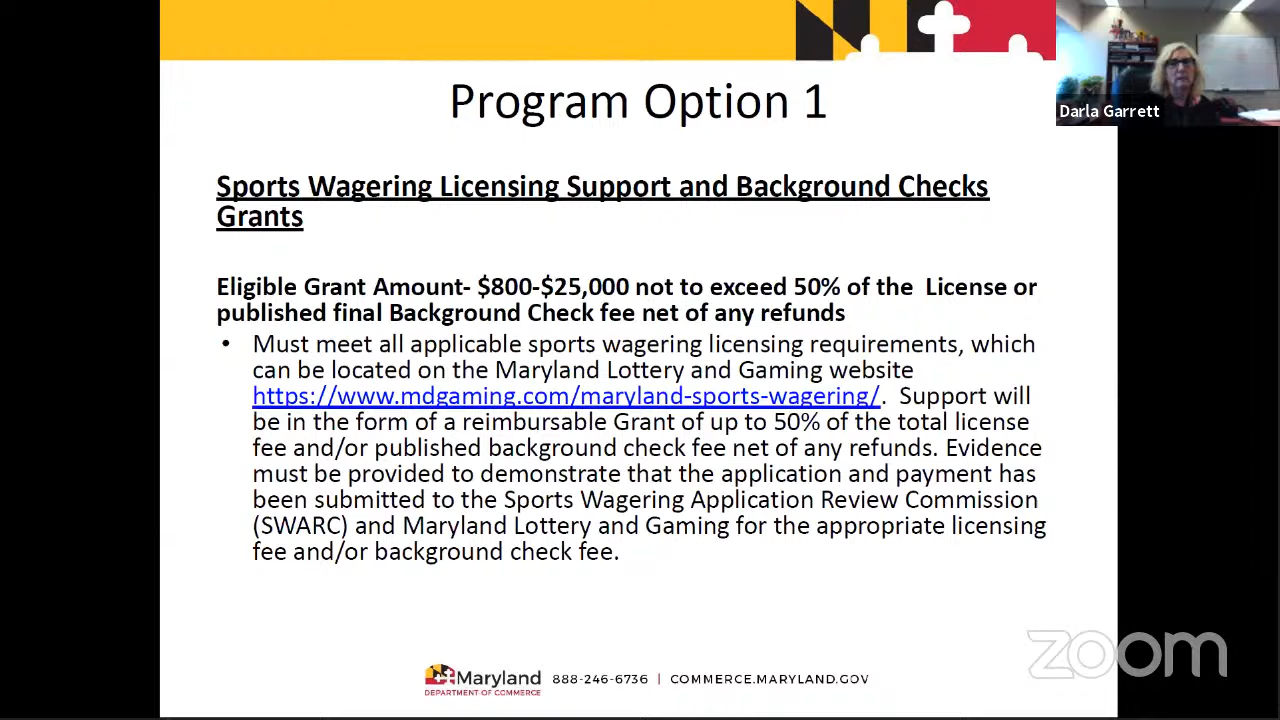 Program Option 1
Darla Garrett
Sports Wagering Licensing Support and Background Checks
Grants
Eligible Grant Amount- $800-$25,000 not to exceed 50% of the  License or
published final Background Check fee net of any refunds
• Must meet all applicable sports wagering licensing requirements, which
can be located on the Maryland Lottery and Gaming website
https://www.mdgaming.com/maryland-sports-wagering/.  Support will
be in the form of a reimbursable Grant of up to 50% of the total license
fee and/or published background check fee net of any refunds. Evidence
must be provided to demonstrate that the application and payment has
been submitted to the Sports Wagering Application Review Commission
(SWARC) and Maryland Lottery and Gaming for the appropriate licensing
fee and/or background check fee.
zoom
Maryland
DEPARTMENT OF COMMERCE
888-246-6736 | COMMERCE.MARYLAND.GOV